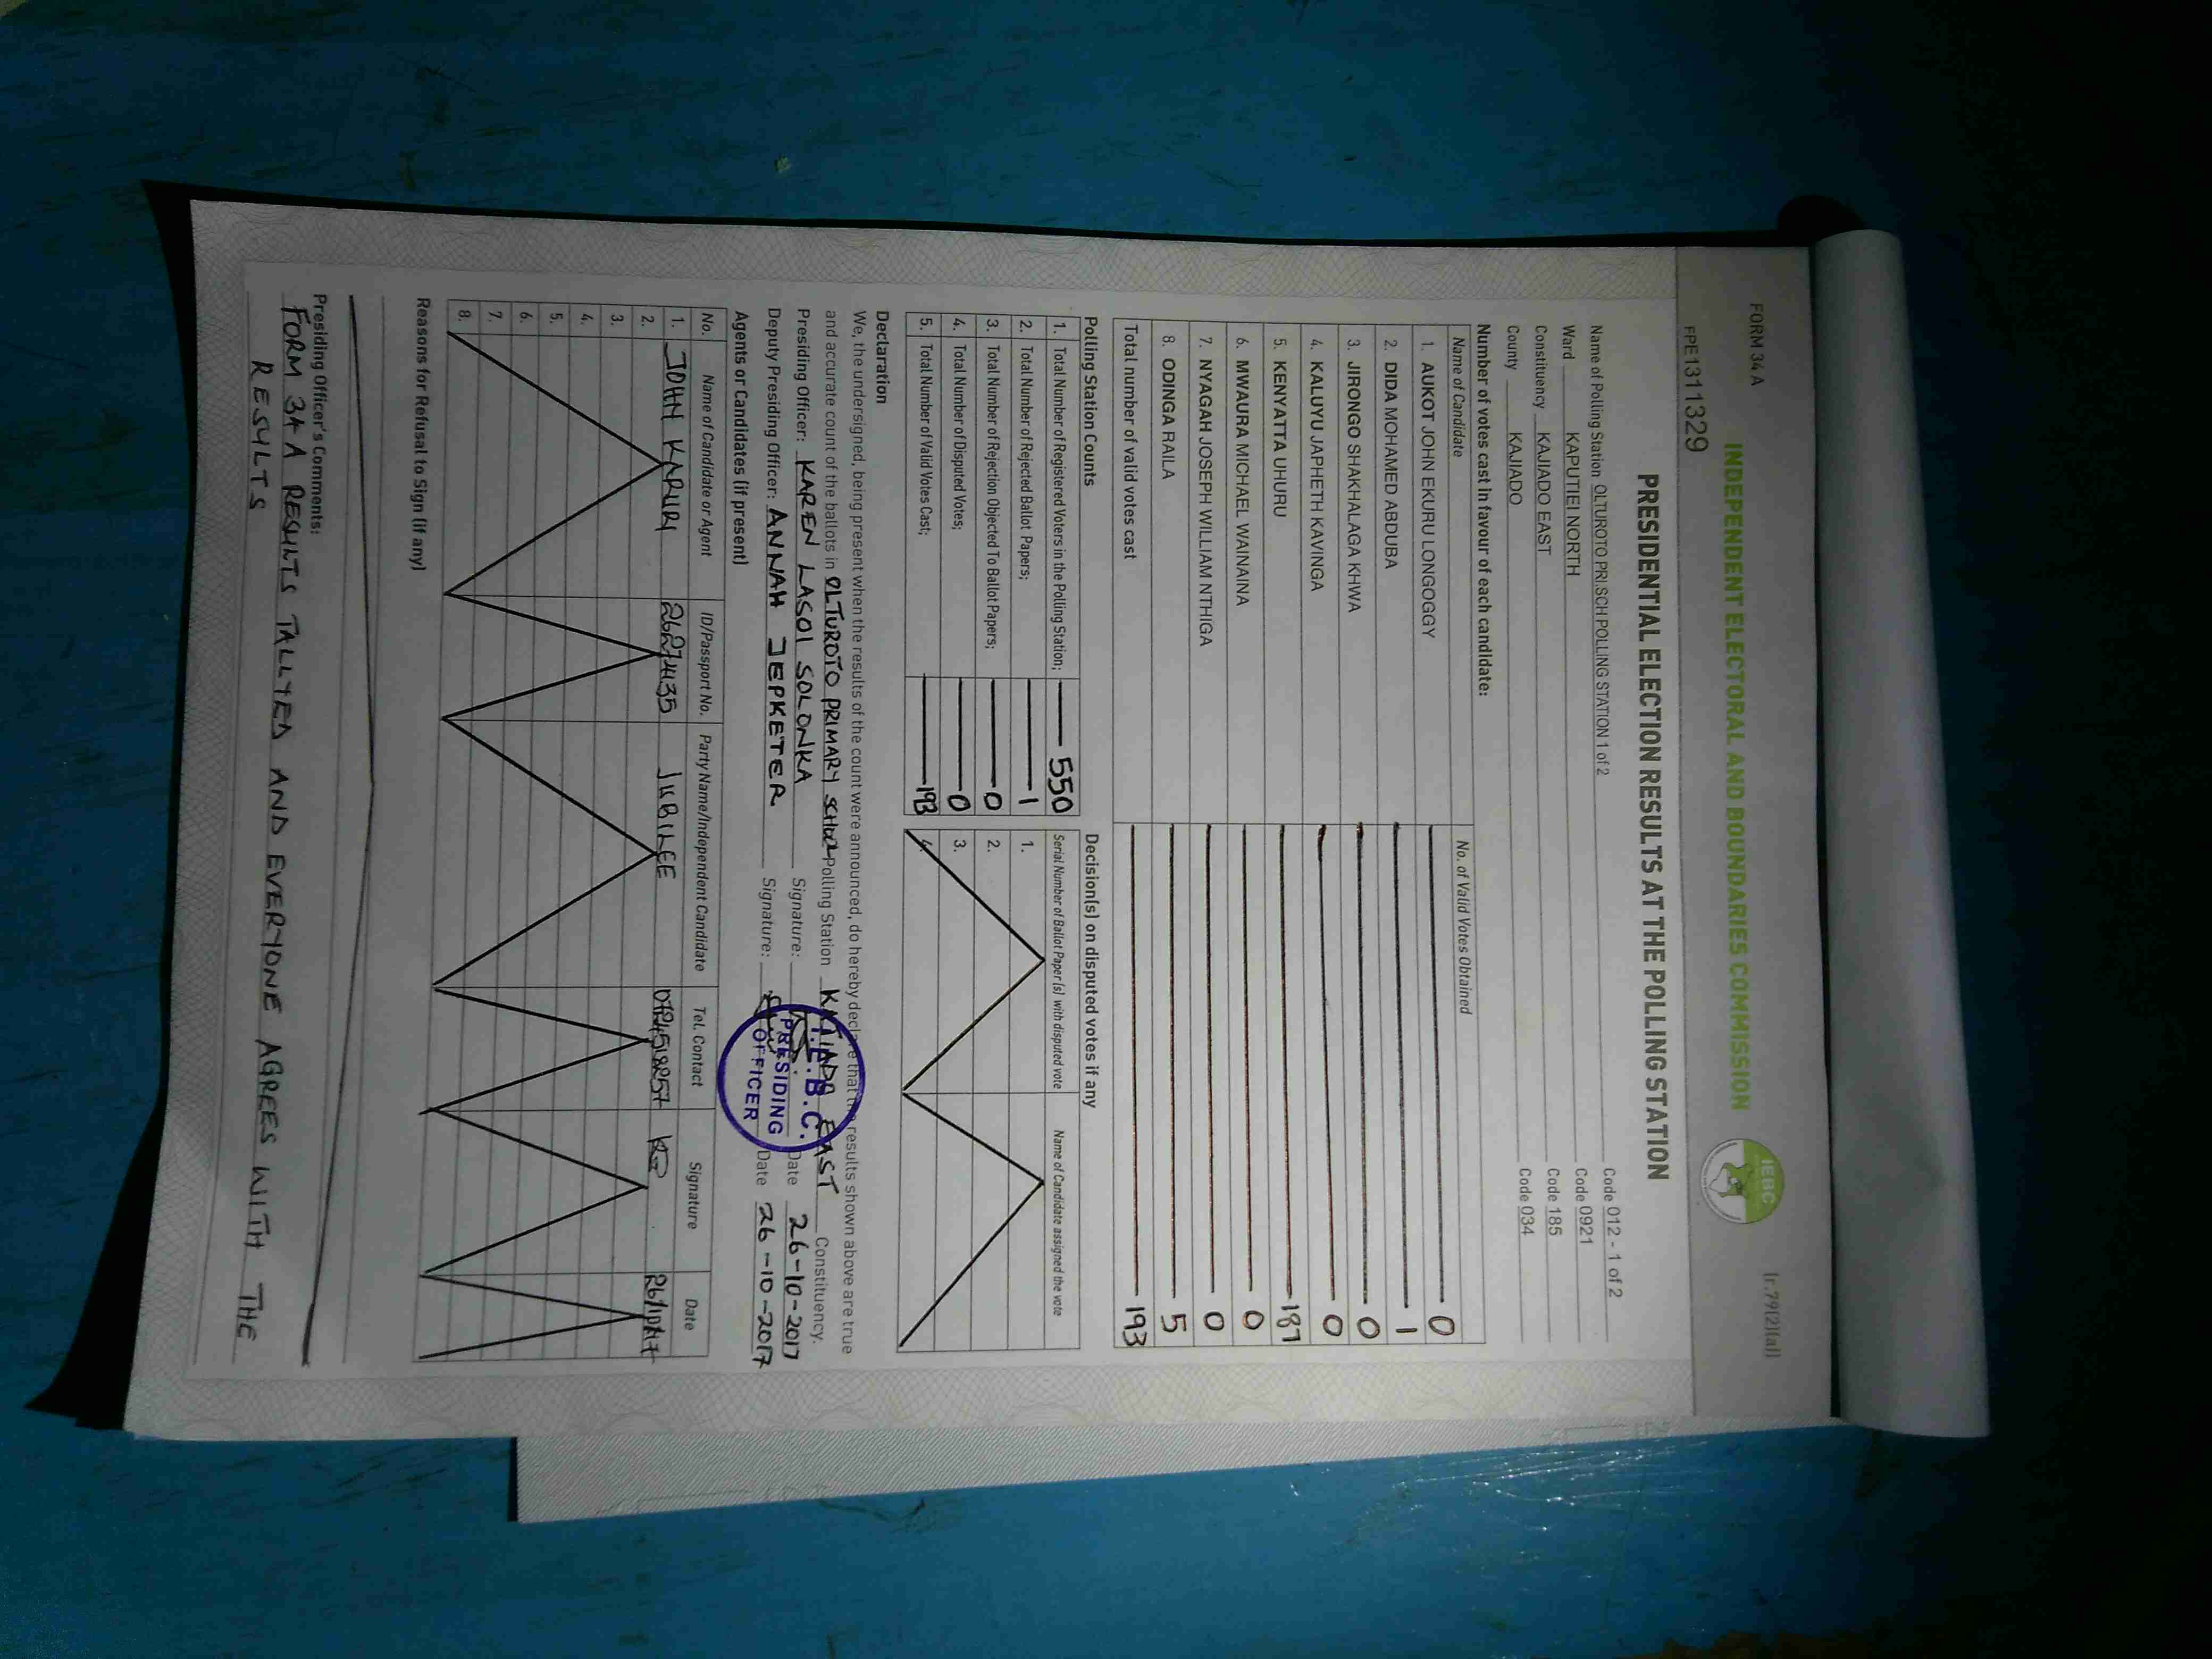 FORM 34 A
(r.79(2)(a))
INDEPENDENT ELECTORAL AND BOUNDARIES COMMISSION
IEBC
FPE1311329
PRESIDENTIAL ELECTION RESULTS AT THE POLLING STATION
Name of Polling Station OLTUROTO PRI.SCH POLLING STATION 1 of 2 Code 012 - 1 of 2
Ward KAPUTIEI NORTH Code 0921
Constituency KAJIADO EAST Code 185
County KAJIADO Code 034
Number of votes cast in favour of each candidate:
Name of Candidate No. of Valid Votes Obtained
1. AUKOT JOHN EKURU LONGOGGY 0
2. DIDA MOHAMED ABDUBA 1
3. JIRONGO SHAKHALAGA KHWA 0
4. KALUYU JAPHETH KAVINGA 0
5. KENYATTA UHURU 187
6. MWAURA MICHAEL WAINAINA 0
7. NYAGAH JOSEPH WILLIAM NTHIGA 0
8. ODINGA RAILA 5
Total number of valid votes cast 193
Polling Station Counts
1. Total Number of Registered Voters in the Polling Station; 550
2. Total Number of Rejected Ballot Papers; 1
3. Total Number of Rejection Objected To Ballot Papers; 0
4. Total Number of Disputed Votes; 0
5. Total Number of Valid Votes Cast; 193
Decision(s) on disputed votes if any
Serial Number of Ballot Paper (s) with disputed vote Name of Candidate assigned the vote
1.
2.
3.
4.
Declaration
We, the undersigned, being present when the results of the count were announced, do hereby declare that the results shown above are true
and accurate count of the ballots in OLTUROTO PRIMARY SCHOOL Polling Station KAJIADO EAST Constituency.
Presiding Officer: KAREN LASOI SOLONKA Signature: Date 26-10-2017
Deputy Presiding Officer: ANNAH JEPKETER Signature: Date 26-10-2017
I.E.B.C.
PRESIDING
OFFICER
Agents or Candidates (if present)
No. Name of Candidate or Agent ID/Passport No. Party Name/Independent Candidate Tel. Contact Signature Date
1. JOHN KARURI JUBILEE
2.
3.
4.
5.
6.
7.
8.
Reasons for Refusal to Sign (if any)
Presiding Officer's Comments:
FORM 34 A RESULTS TALLYED AND EVERYONE AGREES WITH THE
RESULTS